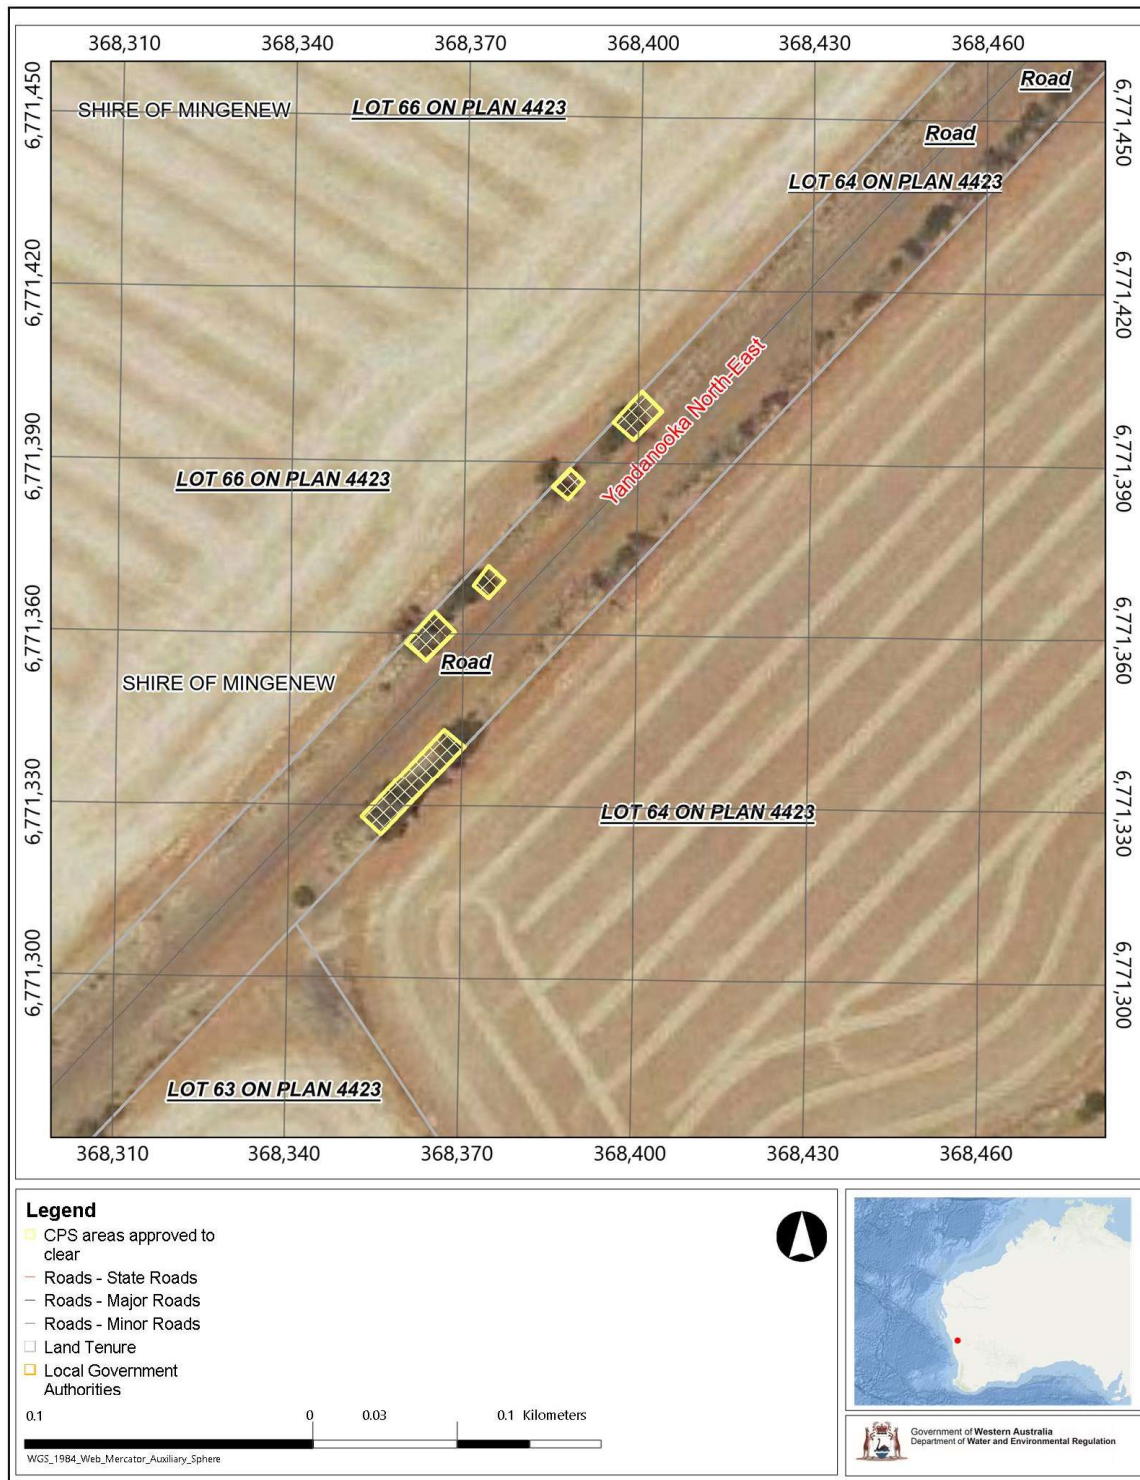 368,310 368,340 368,370 368,400 368,430 368,460
6,771,450
6,771,420
6,771,390
6,771,360
6,771,330
6,771,300
SHIRE OF MINGENEW
LOT 66 ON PLAN 4423
Road
Road
LOT 64 ON PLAN 4423
Yandanooka North-East
LOT 66 ON PLAN 4423
Road
SHIRE OF MINGENEW
LOT 64 ON PLAN 4423
LOT 63 ON PLAN 4423
6,771,450
6,771,420
6,771,390
6,771,360
6,771,330
6,771,300
368,310 368,340 368,370 368,400 368,430 368,460
Legend
CPS areas approved to
clear
Roads - State Roads
Roads - Major Roads
Roads - Minor Roads
Land Tenure
Local Government
Authorities
0.1 0 0.03 0.1 Kilometers
WGS_1984_Web_Mercator_Auxiliary_Sphere
Government of Western Australia
Department of Water and Environmental Regulation